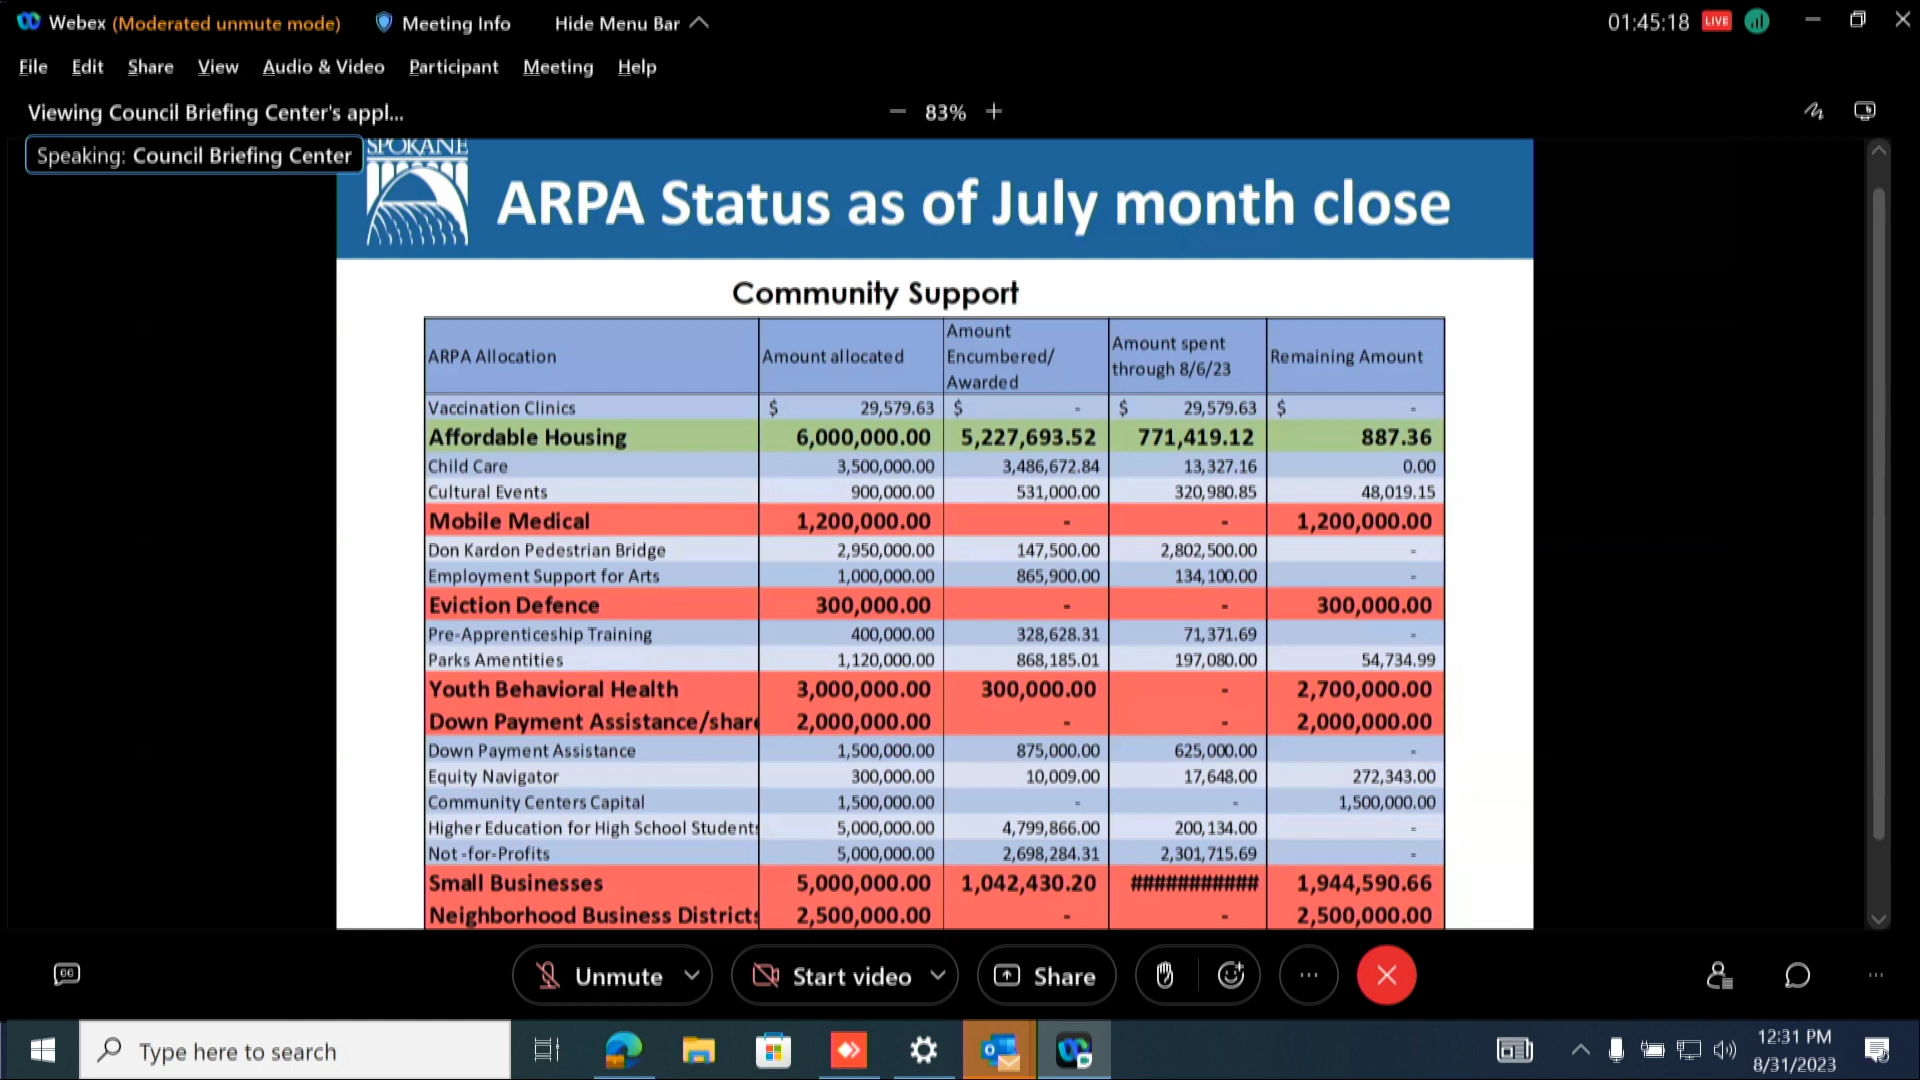 Webex (Moderated unmute mode) Meeting Info Hide Menu Bar 01:45:18 LIVE
File Edit Share View Audio & Video Participant Meeting Help
Viewing Council Briefing Center's appl... 83%
Speaking: Council Briefing Center
SPOKANE
ARPA Status as of July month close
Community Support
ARPA Allocation Amount allocated Amount Encumbered/ Awarded Amount spent through 8/6/23 Remaining Amount
Vaccination Clinics $ 29,579.63 $ - $ 29,579.63 $ -
Affordable Housing 6,000,000.00 5,227,693.52 771,419.12 887.36
Child Care 3,500,000.00 3,486,672.84 13,327.16 0.00
Cultural Events 900,000.00 531,000.00 320,980.85 48,019.15
Mobile Medical 1,200,000.00 - - 1,200,000.00
Don Kardon Pedestrian Bridge 2,950,000.00 147,500.00 2,802,500.00 -
Employment Support for Arts 1,000,000.00 865,900.00 134,100.00 -
Eviction Defence 300,000.00 - - 300,000.00
Pre-Apprenticeship Training 400,000.00 328,628.31 71,371.69 -
Parks Amentities 1,120,000.00 868,185.01 197,080.00 54,734.99
Youth Behavioral Health 3,000,000.00 300,000.00 - 2,700,000.00
Down Payment Assistance/share 2,000,000.00 - - 2,000,000.00
Down Payment Assistance 1,500,000.00 875,000.00 625,000.00 -
Equity Navigator 300,000.00 10,009.00 17,648.00 272,343.00
Community Centers Capital 1,500,000.00 - - 1,500,000.00
Higher Education for High School Students 5,000,000.00 4,799,866.00 200,134.00 -
Not -for-Profits 5,000,000.00 2,698,284.31 2,301,715.69 -
Small Businesses 5,000,000.00 1,042,430.20 ########### 1,944,590.66
Neighborhood Business Districts 2,500,000.00 - - 2,500,000.00
Unmute Start video Share
Type here to search
12:31 PM
8/31/2023